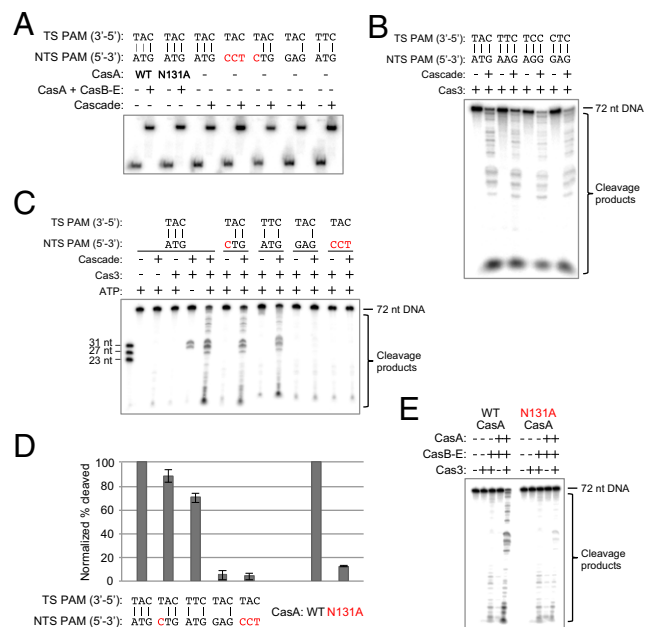 A
TS PAM (3'-5'): TAC TAC TAC TAC TAC TAC TTC
NTS PAM (5'-3') ATG ATG ATG CCT CTG GAG ATG
CasA: WT N131A - - - - -
CasA + CasB-E: - + - +
Cascade: - + - + - + - + - +
B
TS PAM (3'-5'): TAC TTC TCC CTC
NTS PAM (5'-3') ATG AAG AGG GAG
Cascade: - + - + - + - +
Cas3: + + + + + + + +
72 nt DNA
Cleavage
products
C
TS PAM (3'-5') TAC TAC TTC TAC TAC
NTS PAM (5'-3') ATG CTG ATG GAG CCT
Cascade: - + - + + - + - + - + - +
Cas3: - - + + + + + + + + + + +
ATP: + + + - + + + + + + + + +
72 nt DNA
31 nt
27 nt
23 nt
Cleavage
products
D
Normalized % cleaved
100
80
60
40
20
0
TS PAM (3'-5'): TAC TAC TTC TAC TAC
NTS PAM (5'-3') ATG CTG ATG GAG CCT
CasA: WT N131A
E
WT N131A
CasA CasA
CasA: - - - + + - - - + +
CasB-E: - - + + + - - + + +
Cas3: - + + - + - + + - +
72 nt DNA
Cleavage
products